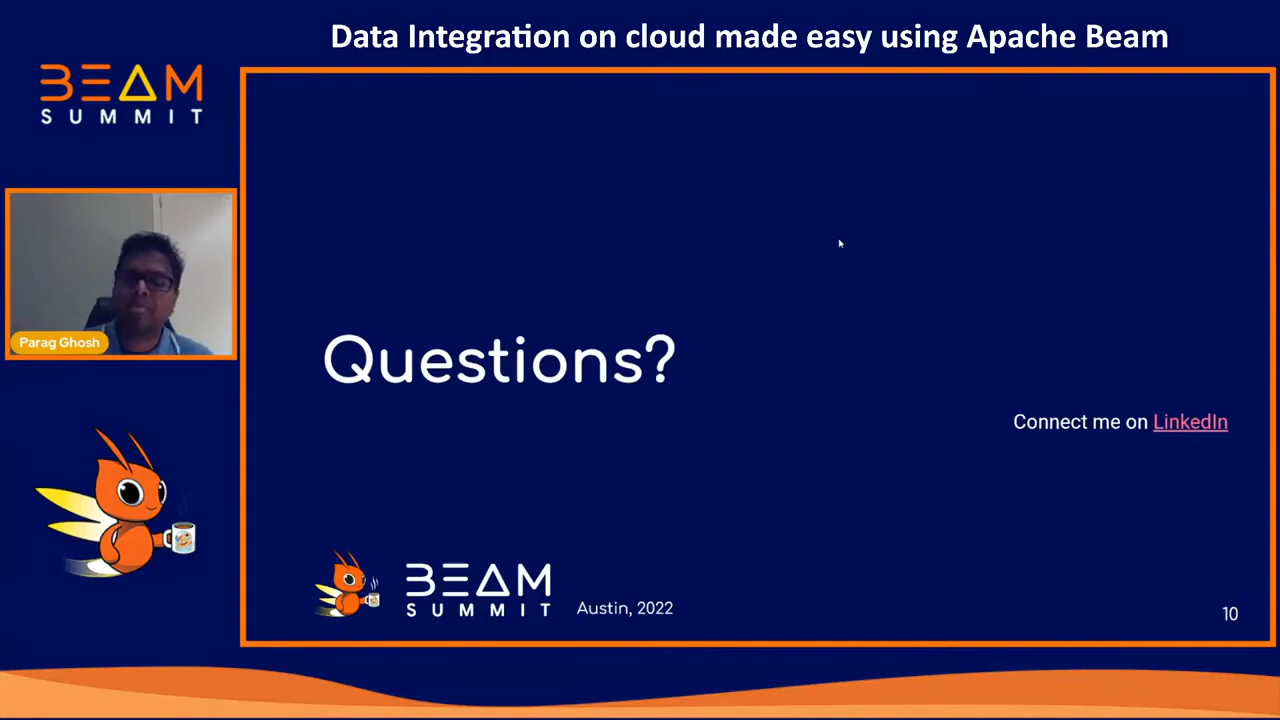 Data Integration on cloud made easy using Apache Beam
BEAM
SUMMIT
Parag Ghosh
Questions?
Connect me on LinkedIn
BEAM
SUMMIT
Austin, 2022
10